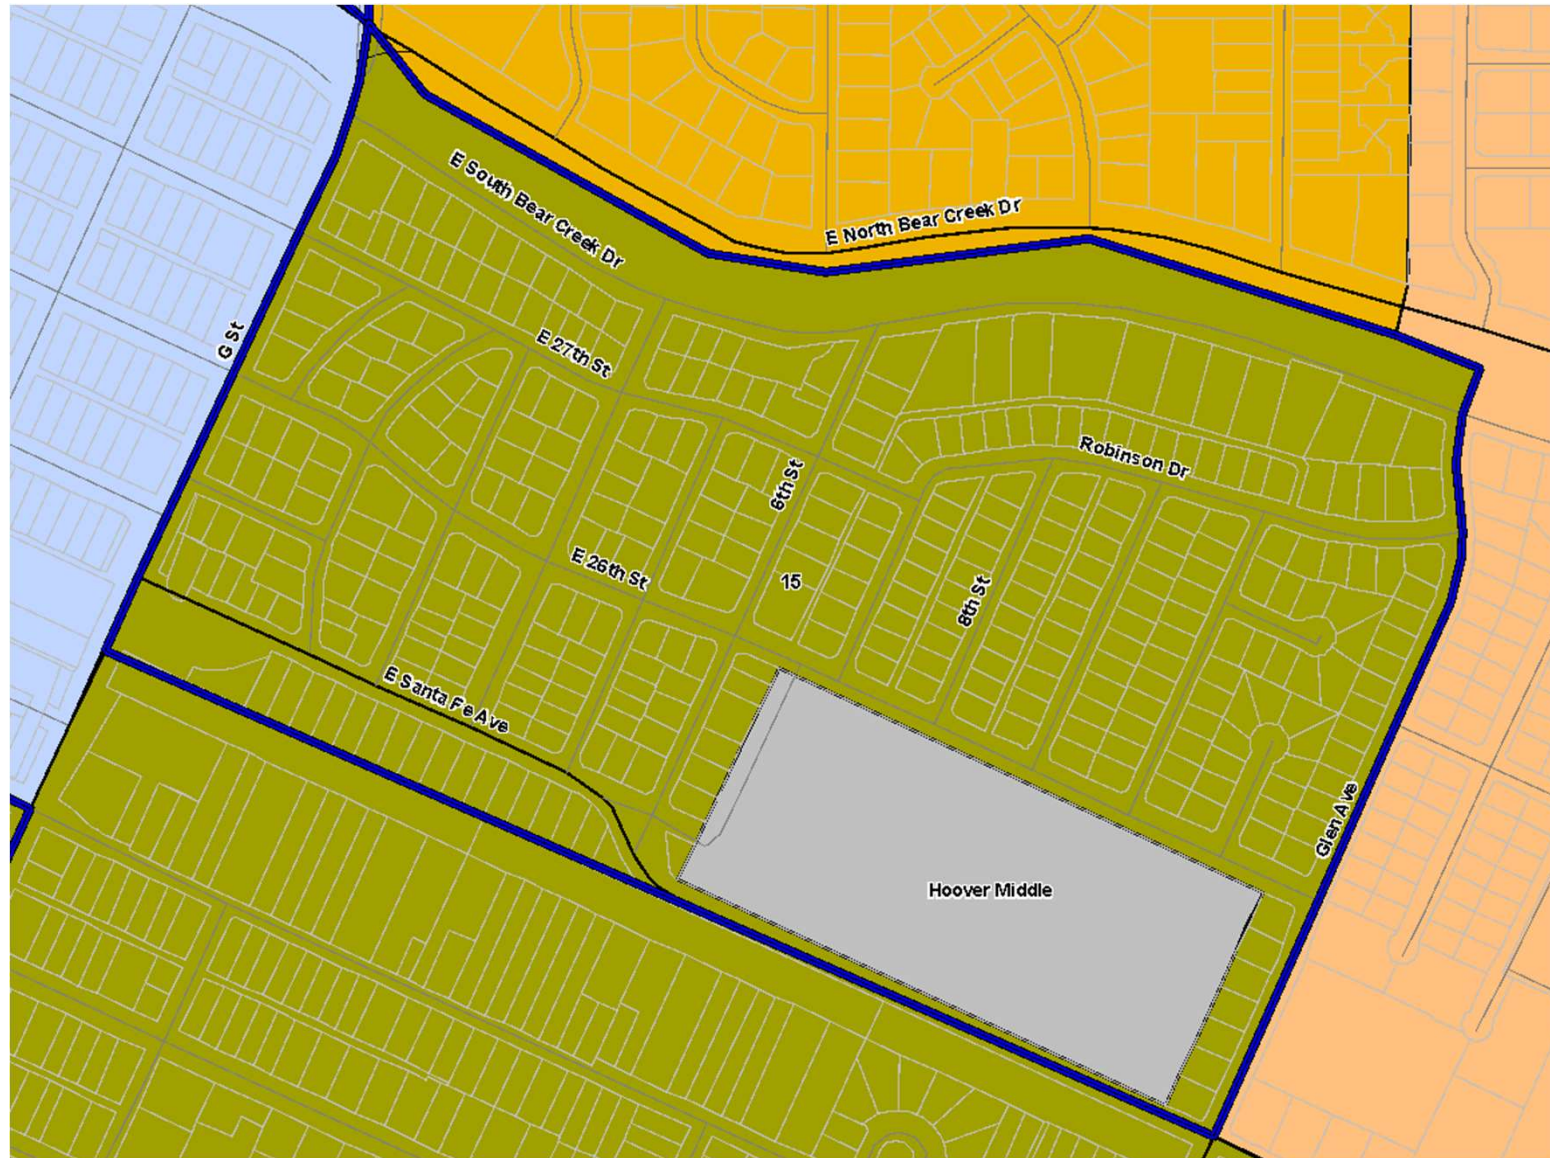 E South Bear Creek Dr
E North Bear Creek Dr
G St
E 27th St
Robinson Dr
6th St
E 26th St
15
8th St
E Santa Fe Ave
Glen Ave
Hoover Middle